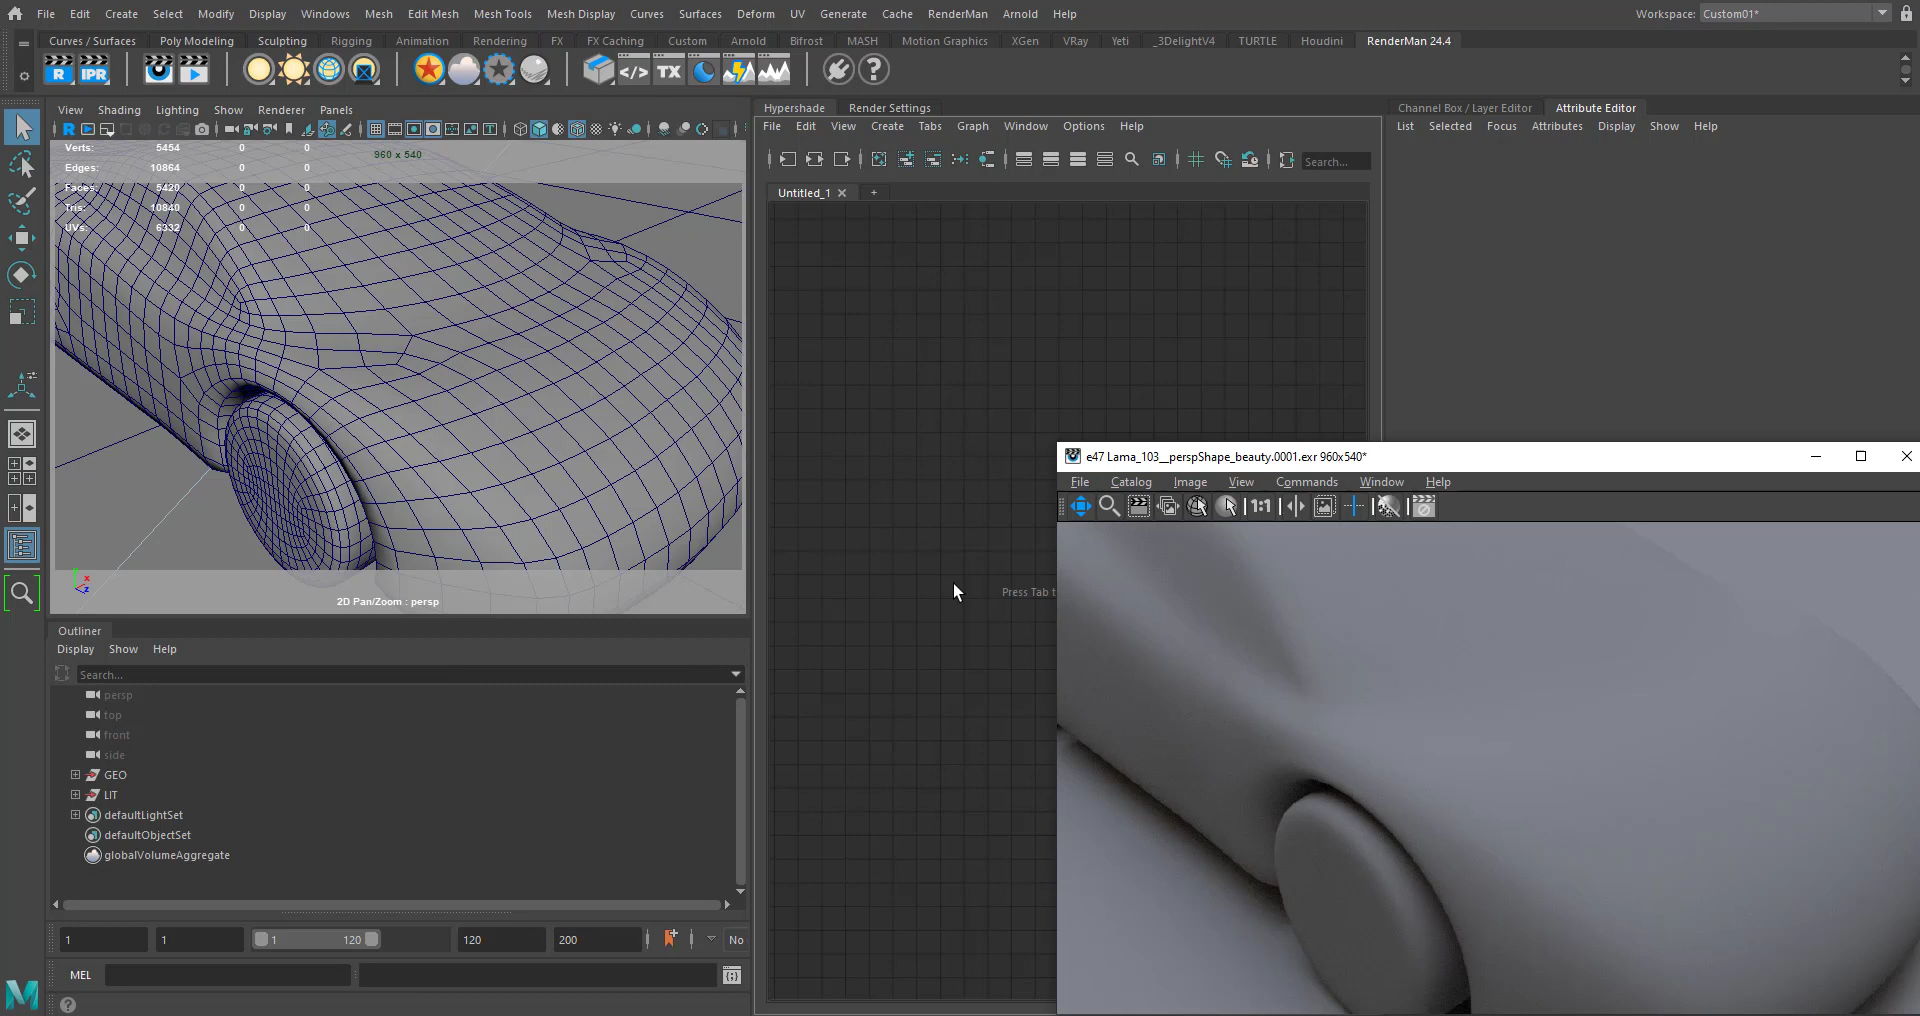 File Edit Create Select Modify Display Windows Mesh Edit Mesh Mesh Tools Mesh Display Curves Surfaces Deform UV Generate Cache RenderMan Arnold Help Workspace: Custom01*
Curves / Surfaces Poly Modeling Sculpting Rigging Animation Rendering FX FX Caching Custom Arnold Bifrost MASH Motion Graphics XGen VRay Yeti _3DelightV4 TURTLE Houdini RenderMan 24.4
R IPR </> TX ?
View Shading Lighting Show Renderer Panels
Hypershade Render Settings
Channel Box / Layer Editor Attribute Editor
File Edit View Create Tabs Graph Window Options Help
List Selected Focus Attributes Display Show Help
Search...
Untitled_1 +
960 x 540
Verts: 5454 0 0
Edges: 10864 0 0
Faces: 5420 0 0
Tris: 10840 0 0
UVs: 6332 0 0
2D Pan/Zoom : persp
Press Tab t
e47 Lama_103__perspShape_beauty.0001.exr 960x540*
File Catalog Image View Commands Window Help
1:1
Outliner
Display Show Help
Search...
persp
top
front
side
GEO
LIT
defaultLightSet
defaultObjectSet
globalVolumeAggregate
1 1 1 120 120 200 No
MEL